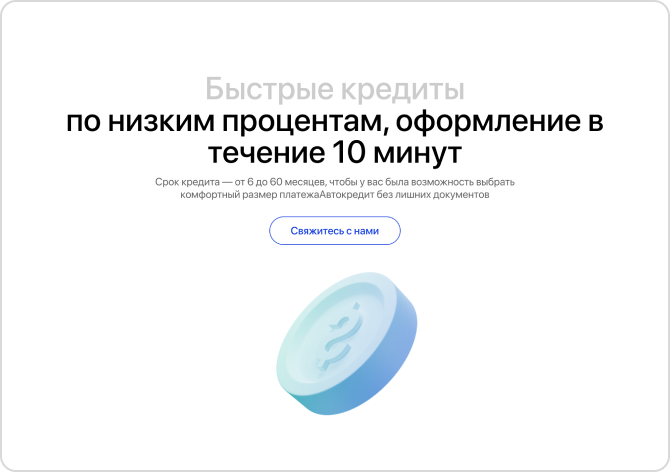 Быстрые кредиты
по низким процентам, оформление в
течение 10 минут
Срок кредита — от 6 до 60 месяцев, чтобы у вас была возможность выбрать
комфортный размер платежаАвтокредит без лишних документов
Свяжитесь с нами